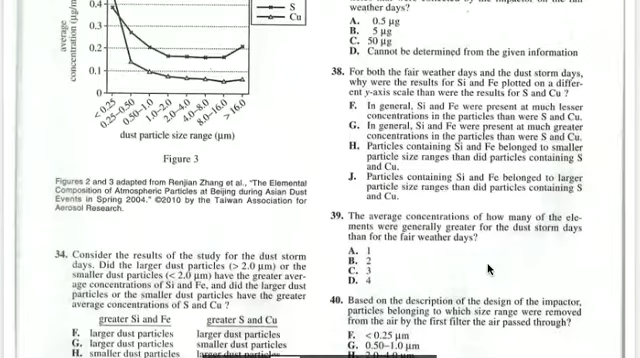 0.4
0.3
0.2
0.1
0
average
concentration (μg/m
S
Cu
< 0.25
0.25–0.50
0.50–1.0
1.0–2.0
2.0–4.0
4.0–8.0
8.0–16.0
> 16.0
dust particle size range (μm)
Figure 3
Figures 2 and 3 adapted from Renjian Zhang et al., "The Elemental
Composition of Atmospheric Particles at Beijing during Asian Dust
Events in Spring 2004." ©2010 by the Taiwan Association for
Aerosol Research.
34. Consider the results of the study for the dust storm
days. Did the larger dust particles (> 2.0 μm) or the
smaller dust particles (< 2.0 μm) have the greater aver-
age concentrations of Si and Fe, and did the larger dust
particles or the smaller dust particles have the greater
average concentrations of S and Cu ?
greater Si and Fe greater S and Cu
F. larger dust particles larger dust particles
G. larger dust particles smaller dust particles
H. smaller dust particles larger dust particles
weather days?
A. 0.5 μg
B. 5 μg
C. 50 μg
D. Cannot be determined from the given information
38. For both the fair weather days and the dust storm days,
why were the results for Si and Fe plotted on a differ-
ent y-axis scale than were the results for S and Cu ?
F. In general, Si and Fe were present at much lesser
concentrations in the particles than were S and Cu.
G. In general, Si and Fe were present at much greater
concentrations in the particles than were S and Cu.
H. Particles containing Si and Fe belonged to smaller
particle size ranges than did particles containing S
and Cu.
J. Particles containing Si and Fe belonged to larger
particle size ranges than did particles containing S
and Cu.
39. The average concentrations of how many of the ele-
ments were generally greater for the dust storm days
than for the fair weather days?
A. 1
B. 2
C. 3
D. 4
40. Based on the description of the design of the impactor,
particles belonging to which size range were removed
from the air by the first filter the air passed through?
F. < 0.25 μm
G. 0.50–1.0 μm
H. 2.0–4.0 μm